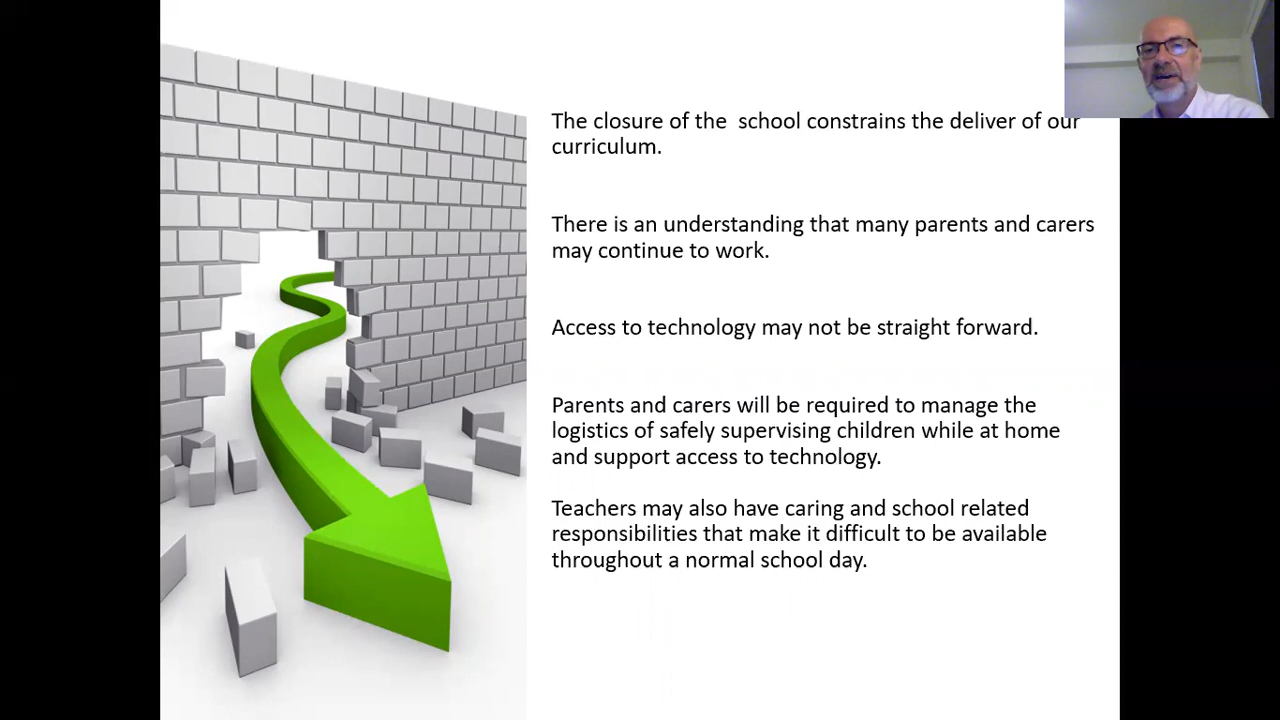 The closure of the  school constrains the deliver of our
curriculum.
There is an understanding that many parents and carers
may continue to work.
Access to technology may not be straight forward.
Parents and carers will be required to manage the
logistics of safely supervising children while at home
and support access to technology.
Teachers may also have caring and school related
responsibilities that make it difficult to be available
throughout a normal school day.